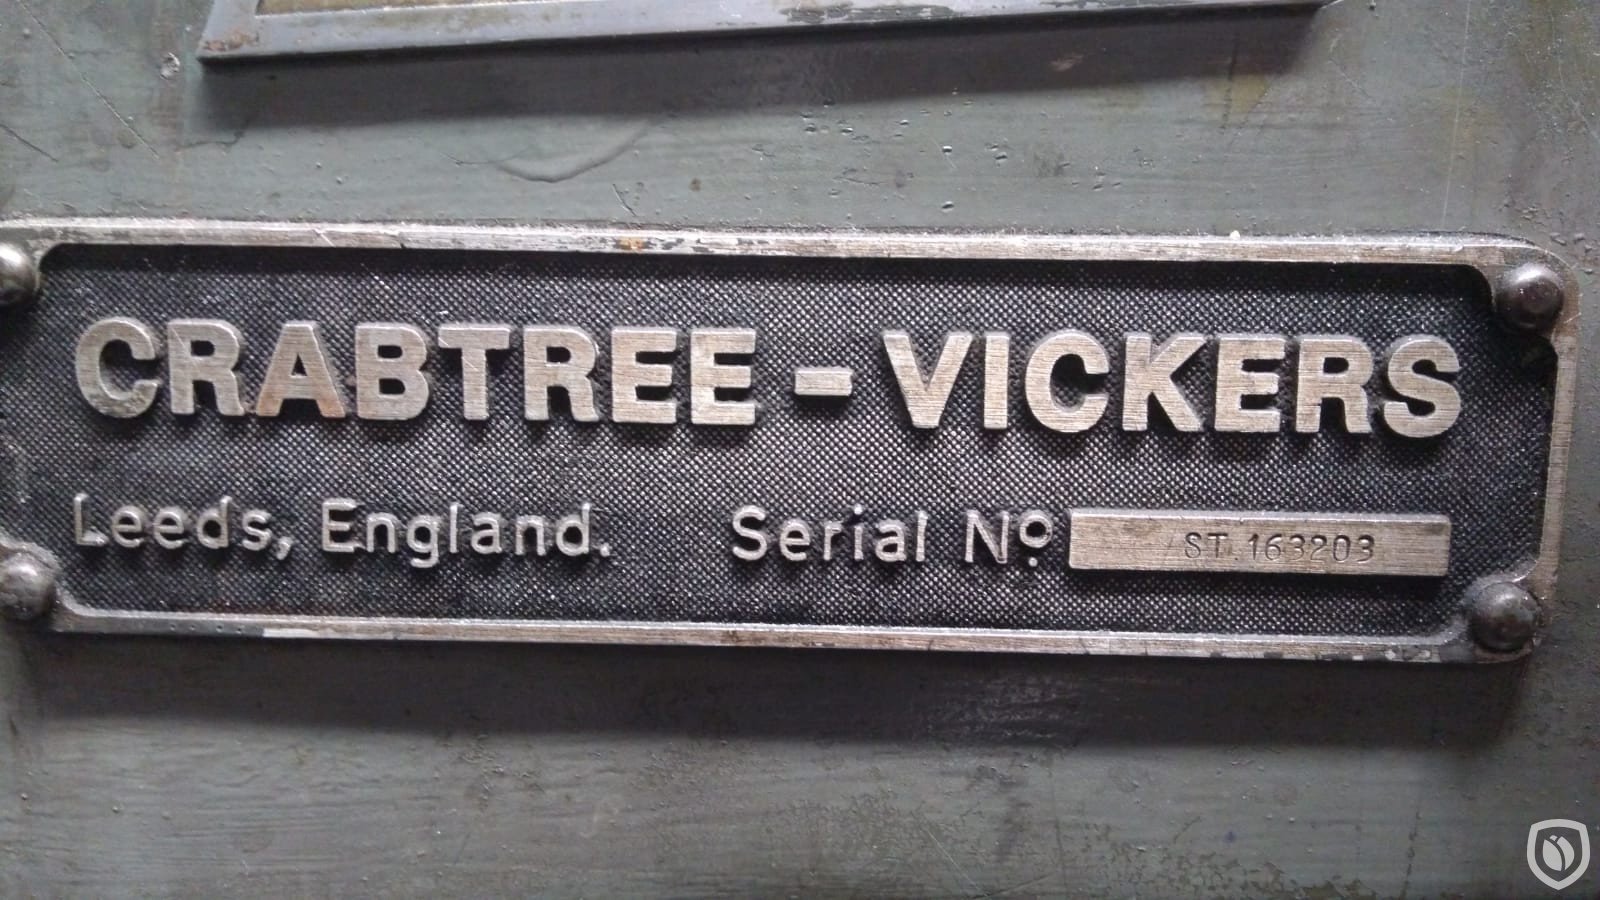 CRABTREE-VICKERS
Leeds, England. Serial Nº ST 163203